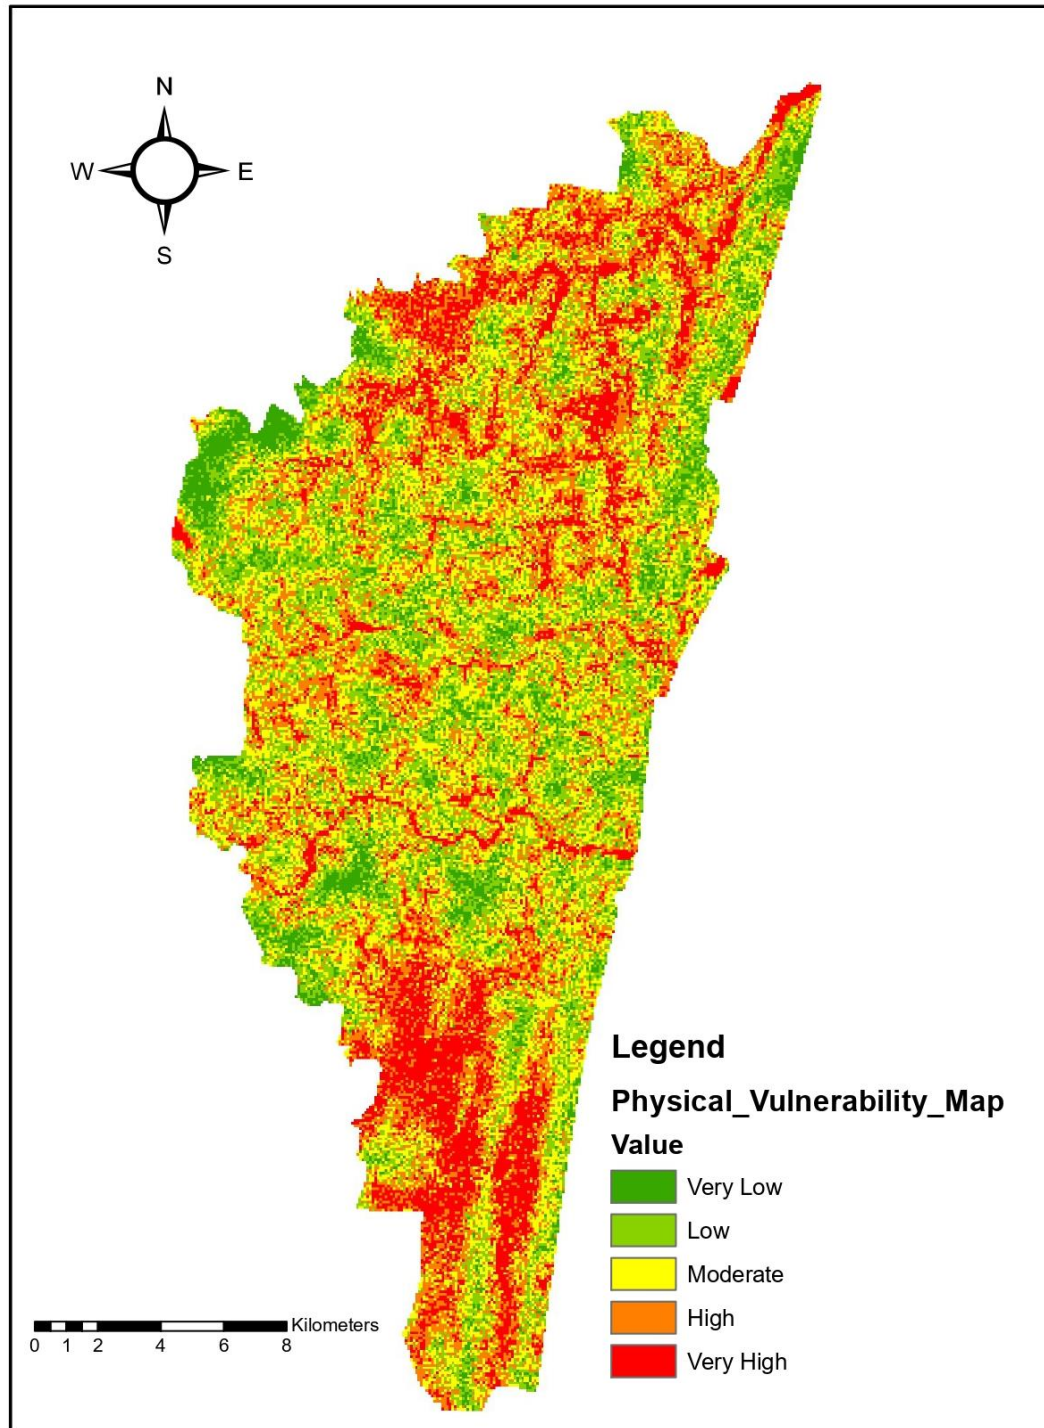 N
W E
S
Legend
Physical_Vulnerability_Map
Value
Very Low
Low
Moderate
High
Very High
Kilometers
0 1 2 4 6 8